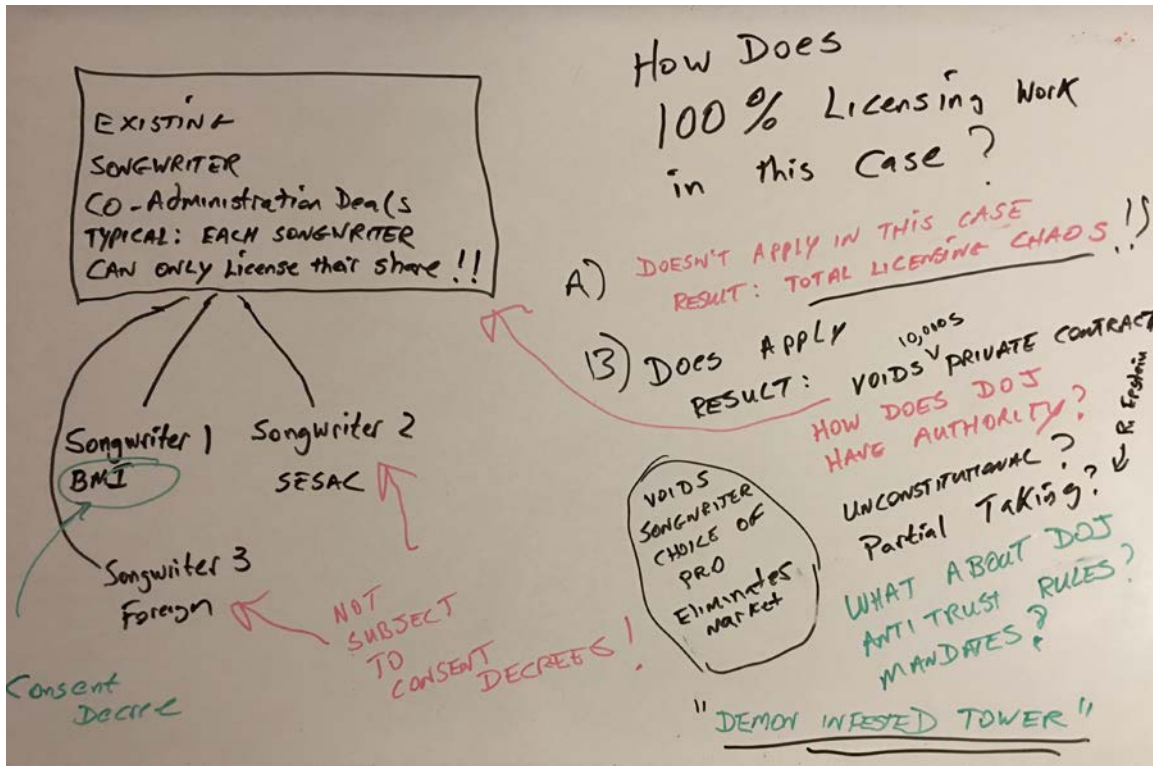 EXISTING
SONGWRITER
CO-Administration Deals
TYPICAL: EACH SONGWRITER
CAN ONLY License their share!!
Songwriter 1
BMI
Songwriter 2
SESAC
Songwriter 3
Foreign
Consent
Decree
NOT
SUBJECT
TO
CONSENT
DECREES!
How Does
100% Licensing Work
in this Case?
A) DOESN'T APPLY IN THIS CASE
RESULT: TOTAL LICENSING CHAOS!!
B) Does APPLY
10,000s
RESULT: VOIDS PRIVATE CONTRACT
HOW DOES DOJ
HAVE AUTHORITY?
UNCONSTITUTIONAL?
Partial Taking? ← R. Epstein
WHAT ABOUT DOJ
ANTI TRUST RULES?
MANDATES?
VOIDS
SONGWRITER
CHOICE OF
PRO
Eliminates
Market
"DEMON INFESTED TOWER"